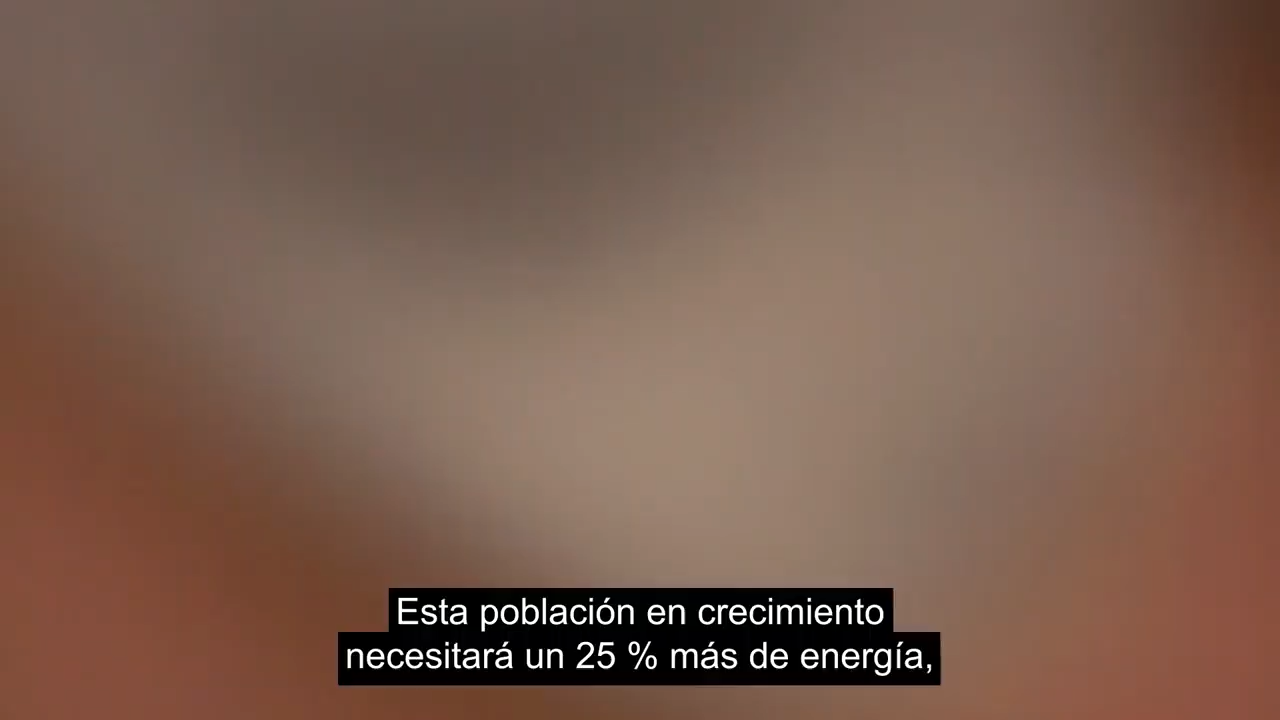 Esta población en crecimiento
necesitará un 25 % más de energía,